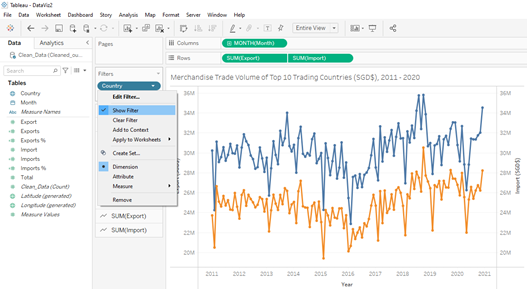 Tableau - DataViz2
File Data Worksheet Dashboard Story Analysis Map Format Server Window Help
Entire View
Data Analytics
Clean_Data (Cleared_ou...
Search
Tables
Country
Month
Measure Names
Export
Exports
Exports %
Import
Imports
Imports %
Total
Clean_Data (Count)
Latitude (generated)
Longitude (generated)
Measure Values
Pages
Filters
Country
Edit Filter...
Show Filter
Clear Filter
Add to Context
Apply to Worksheets
Create Set...
Dimension
Attribute
Measure
Remove
SUM(Export)
SUM(Import)
Columns MONTH(Month)
Rows SUM(Export) SUM(Import)
Merchandise Trade Volume of Top 10 Trading Countries (SGD$), 2011 - 2020
36M
34M
32M
30M
28M
26M
24M
22M
20M
36M
34M
32M
30M
28M
26M
24M
22M
20M
Import (SGD$)
2011 2012 2013 2014 2015 2016 2017 2018 2019 2020 2021
Year